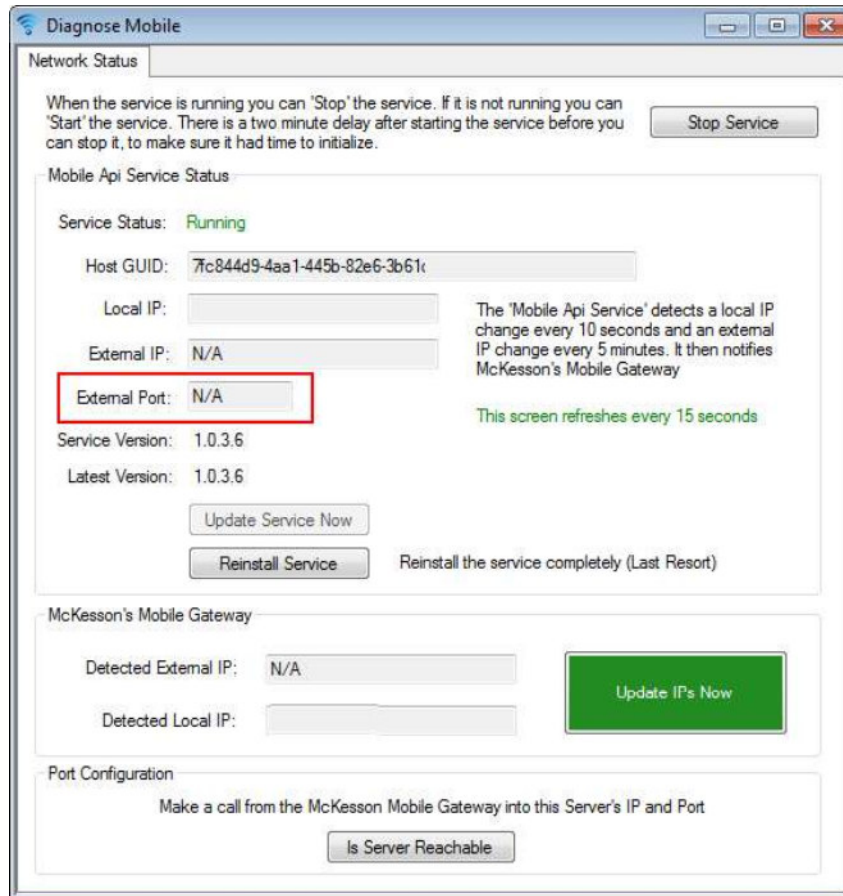 Diagnose Mobile
Network Status
When the service is running you can 'Stop' the service. If it is not running you can
'Start' the service. There is a two minute delay after starting the service before you
can stop it, to make sure it had time to initialize.
Stop Service
Mobile Api Service Status
Service Status: Running
Host GUID: 7fc844d9-4aa1-445b-82e6-3b61c
Local IP:
The 'Mobile Api Service' detects a local IP
change every 10 seconds and an external
IP change every 5 minutes. It then notifies
McKesson's Mobile Gateway
External IP: N/A
External Port: N/A
This screen refreshes every 15 seconds
Service Version: 1.0.3.6
Latest Version: 1.0.3.6
Update Service Now
Reinstall Service Reinstall the service completely (Last Resort)
McKesson's Mobile Gateway
Detected External IP: N/A
Detected Local IP:
Update IPs Now
Port Configuration
Make a call from the McKesson Mobile Gateway into this Server's IP and Port
Is Server Reachable